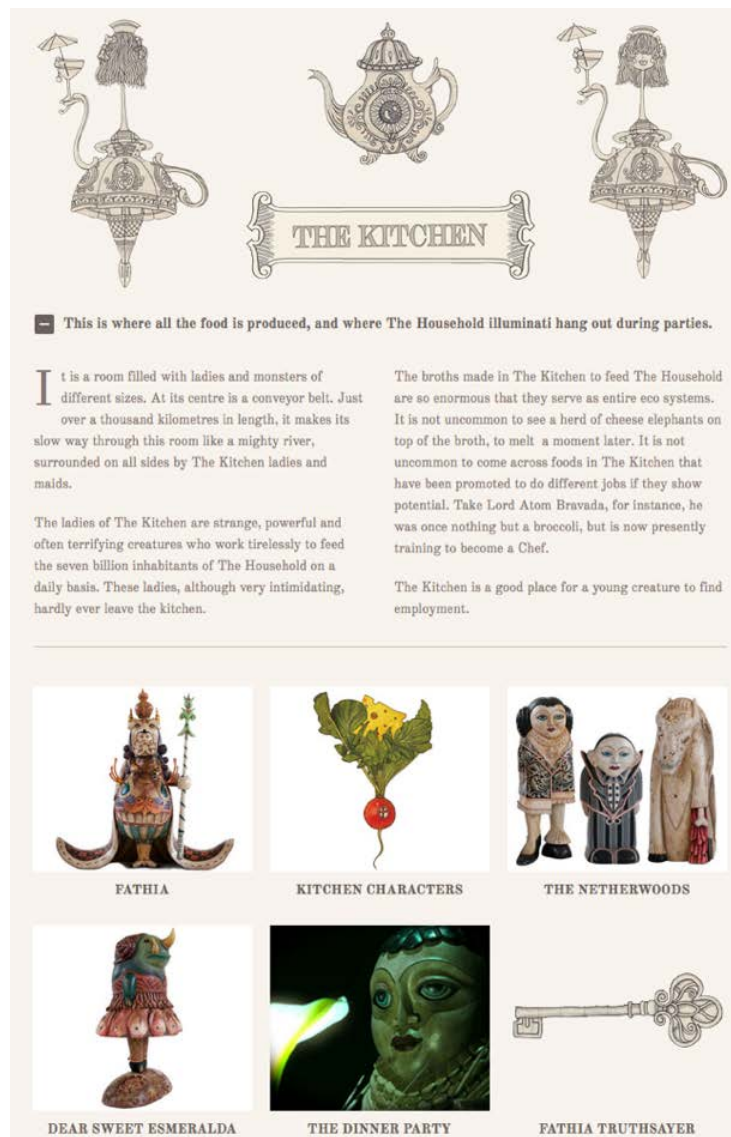 THE KITCHEN
This is where all the food is produced, and where The Household illuminati hang out during parties.
It is a room filled with ladies and monsters of
different sizes. At its centre is a conveyor belt. Just
over a thousand kilometres in length, it makes its
slow way through this room like a mighty river,
surrounded on all sides by The Kitchen ladies and
maids.
The ladies of The Kitchen are strange, powerful and
often terrifying creatures who work tirelessly to feed
the seven billion inhabitants of The Household on a
daily basis. These ladies, although very intimidating,
hardly ever leave the kitchen.
The broths made in The Kitchen to feed The Household
are so enormous that they serve as entire eco systems.
It is not uncommon to see a herd of cheese elephants on
top of the broth, to melt a moment later. It is not
uncommon to come across foods in The Kitchen that
have been promoted to do different jobs if they show
potential. Take Lord Atom Bravada, for instance, he
was once nothing but a broccoli, but is now presently
training to become a Chef.
The Kitchen is a good place for a young creature to find
employment.
FATHIA
KITCHEN CHARACTERS
THE NETHERWOODS
DEAR SWEET ESMERALDA
THE DINNER PARTY
FATHIA TRUTHSAYER